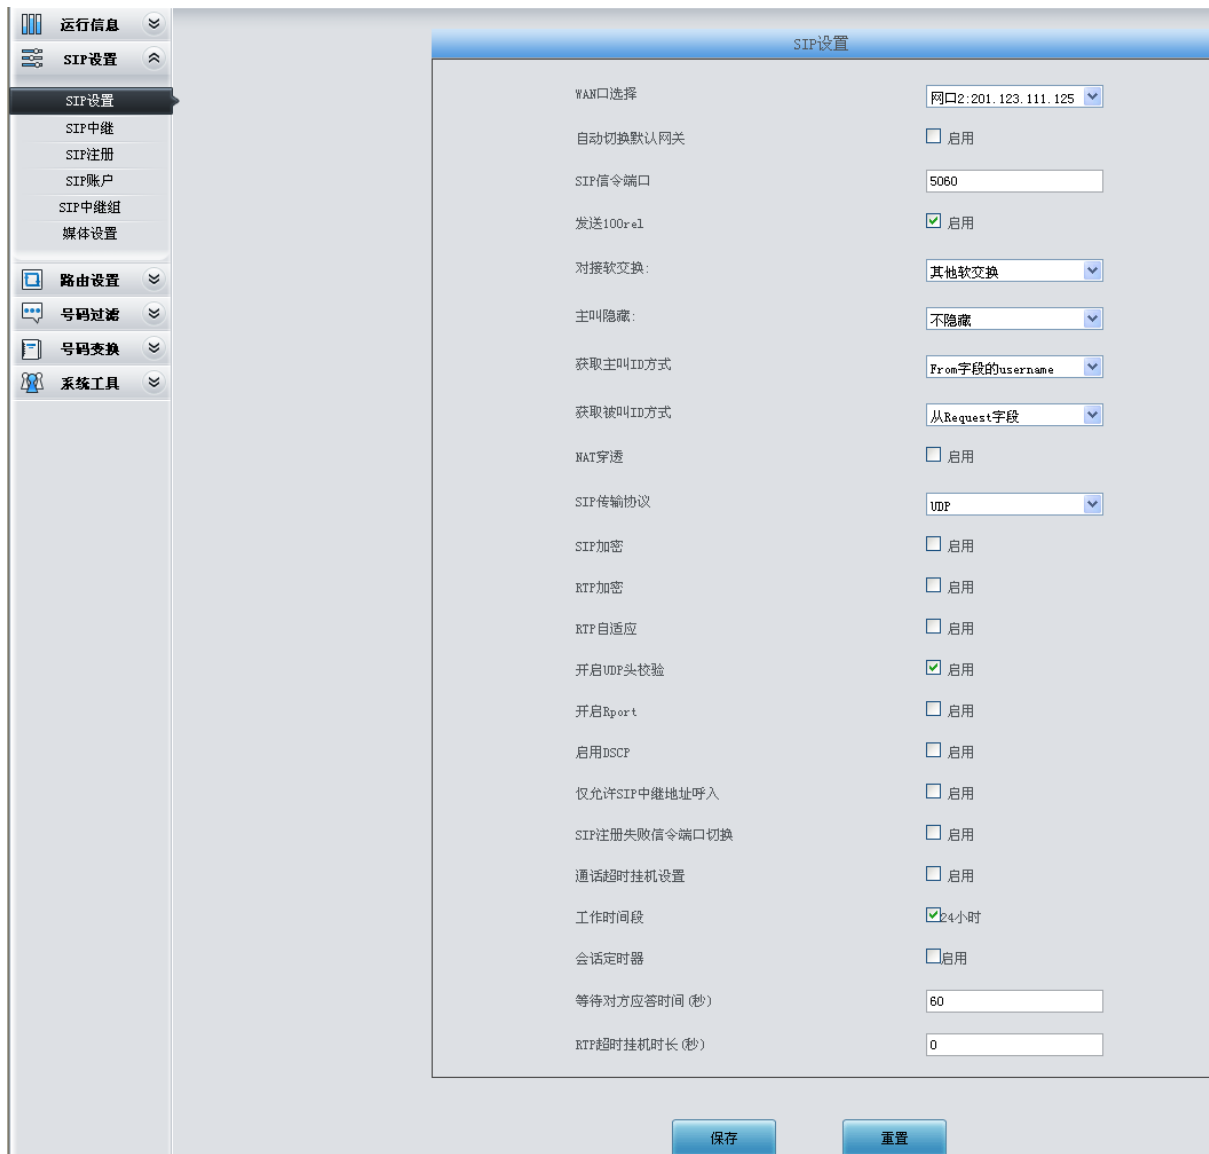 运行信息
SIP设置
SIP设置
SIP中继
SIP注册
SIP账户
SIP中继组
媒体设置
路由设置
号码过滤
号码变换
系统工具
SIP设置
WAN口选择 网口2:201.123.111.125
自动切换默认网关 启用
SIP信令端口 5060
发送100rel 启用
对接软交换: 其他软交换
主叫隐藏: 不隐藏
获取主叫ID方式 From字段的username
获取被叫ID方式 从Request字段
NAT穿透 启用
SIP传输协议 UDP
SIP加密 启用
RTP加密 启用
RTP自适应 启用
开启UDP头校验 启用
开启Rport 启用
启用DSCP 启用
仅允许SIP中继地址呼入 启用
SIP注册失败信令端口切换 启用
通话超时挂机设置 启用
工作时间段 24小时
会话定时器 启用
等待对方应答时间(秒) 60
RTP超时挂机时长(秒) 0
保存 重置